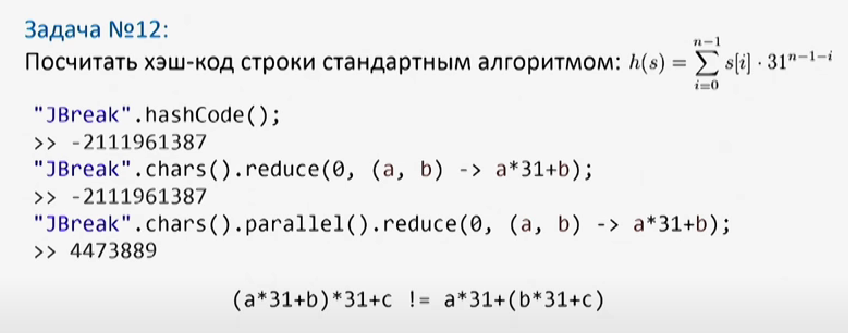 Задача №12:
Посчитать хэш-код строки стандартным алгоритмом: h(s) = \sum_{i=0}^{n-1} s[i] · 31^{n-1-i}
"JBreak".hashCode();
>> -2111961387
"JBreak".chars().reduce(0, (a, b) -> a*31+b);
>> -2111961387
"JBreak".chars().parallel().reduce(0, (a, b) -> a*31+b);
>> 4473889
(a*31+b)*31+c != a*31+(b*31+c)